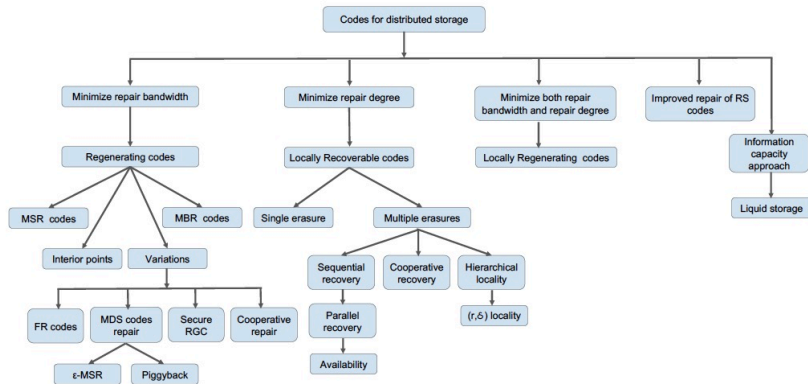 Codes for distributed storage
Minimize repair bandwidth
Minimize repair degree
Minimize both repair
bandwidth and repair degree
Improved repair of RS
codes
Regenerating codes
Locally Recoverable codes
Locally Regenerating codes
Information
capacity
approach
MSR codes
MBR codes
Single erasure
Multiple erasures
Liquid storage
Interior points
Variations
Sequential
recovery
Cooperative
recovery
Hierarchical
locality
FR codes
MDS codes
repair
Secure
RGC
Cooperative
repair
Parallel
recovery
(r,δ) locality
ε-MSR
Piggyback
Availability